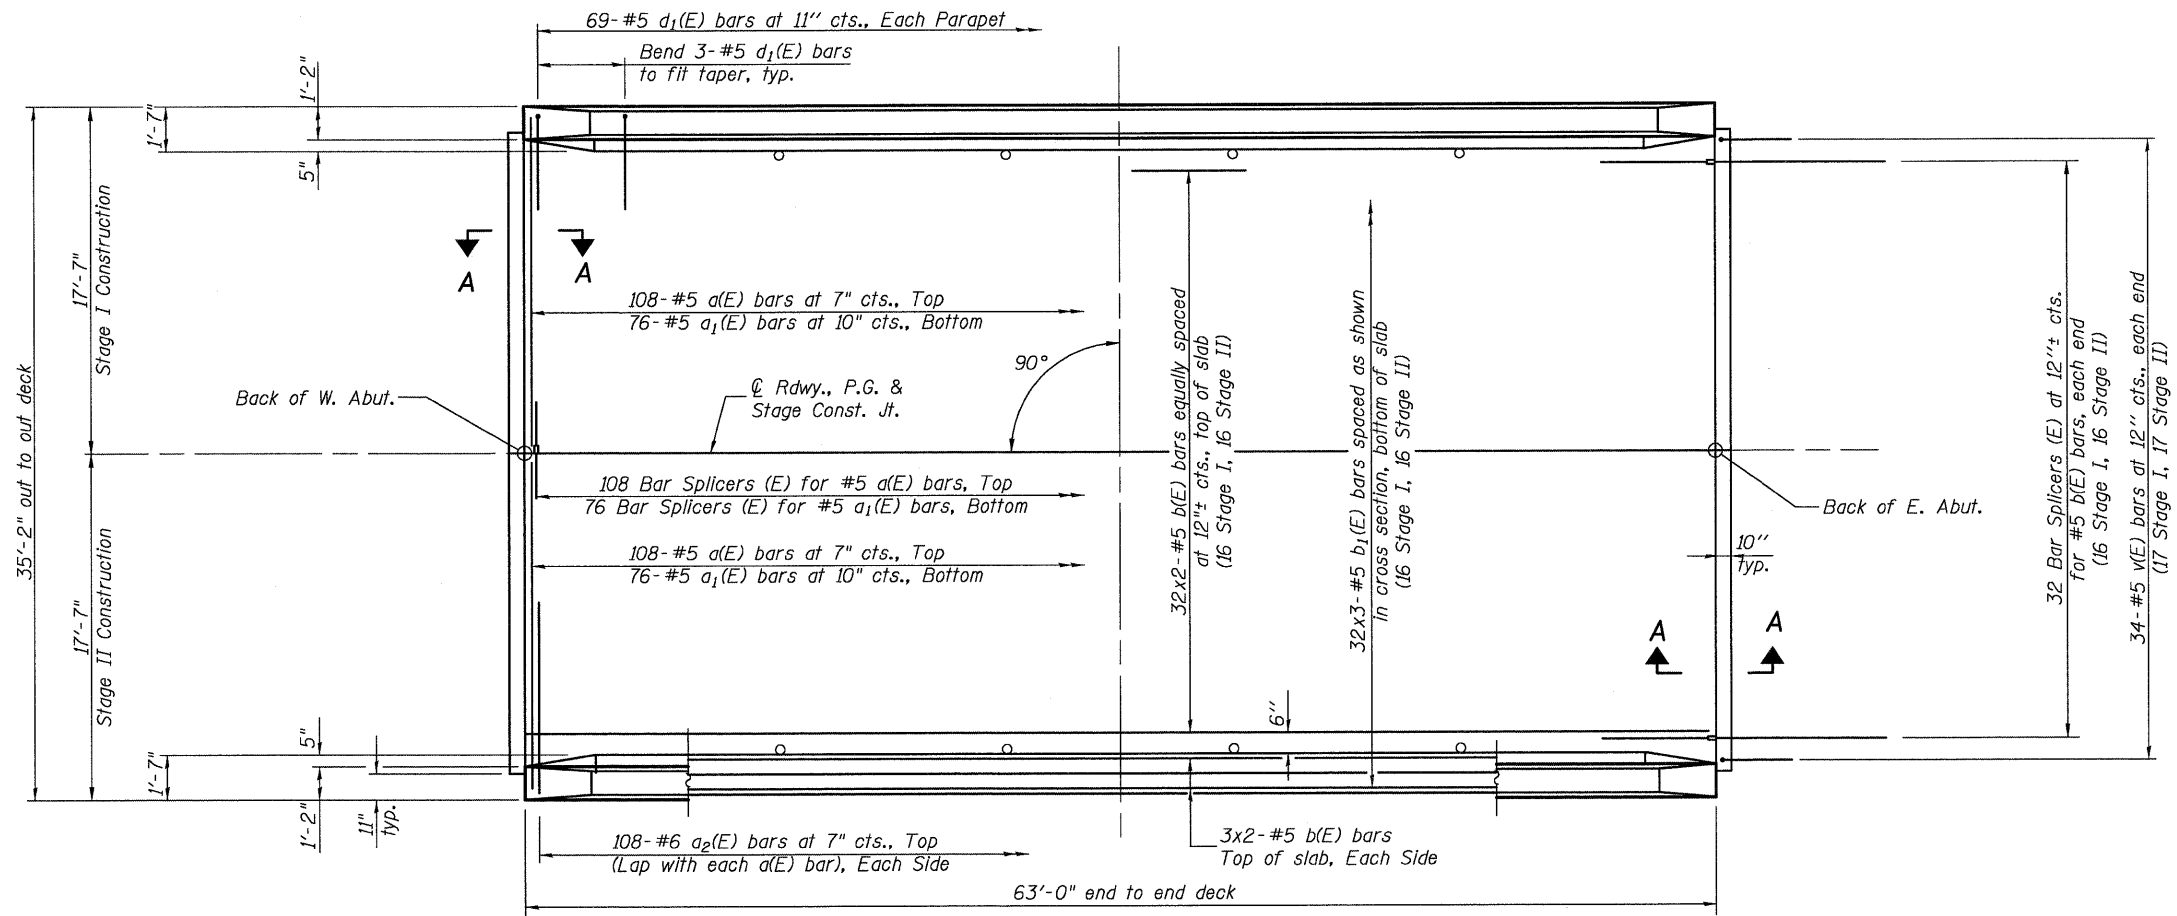 69-#5 d₁(E) bars at 11" cts., Each Parapet
Bend 3-#5 d₁(E) bars
to fit taper, typ.
1'-2"
1'-7"
5"
17'-7"
Stage I Construction
35'-2" out to out deck
17'-7"
Stage II Construction
A
A
108-#5 a(E) bars at 7" cts., Top
76-#5 a₁(E) bars at 10" cts., Bottom
90°
℄ Rdwy., P.G. &
Stage Const. Jt.
Back of W. Abut.
108 Bar Splicers (E) for #5 a(E) bars, Top
76 Bar Splicers (E) for #5 a₁(E) bars, Bottom
108-#5 a(E) bars at 7" cts., Top
76-#5 a₁(E) bars at 10" cts., Bottom
32x2-#5 b(E) bars equally spaced
at 12"± cts., top of slab
(16 Stage I, 16 Stage II)
32x3-#5 b₁(E) bars spaced as shown
in cross section, bottom of slab
(16 Stage I, 16 Stage II)
32 Bar Splicers (E) at 12"± cts.
for #5 b(E) bars, each end
(16 Stage I, 16 Stage II)
34-#5 v(E) bars at 12" cts., each end
(17 Stage I, 17 Stage II)
Back of E. Abut.
10"
typ.
A
A
6"
5"
1'-7"
1'-2"
11"
typ.
108-#6 a₂(E) bars at 7" cts., Top
(Lap with each a(E) bar), Each Side
3x2-#5 b(E) bars
Top of slab, Each Side
63'-0" end to end deck